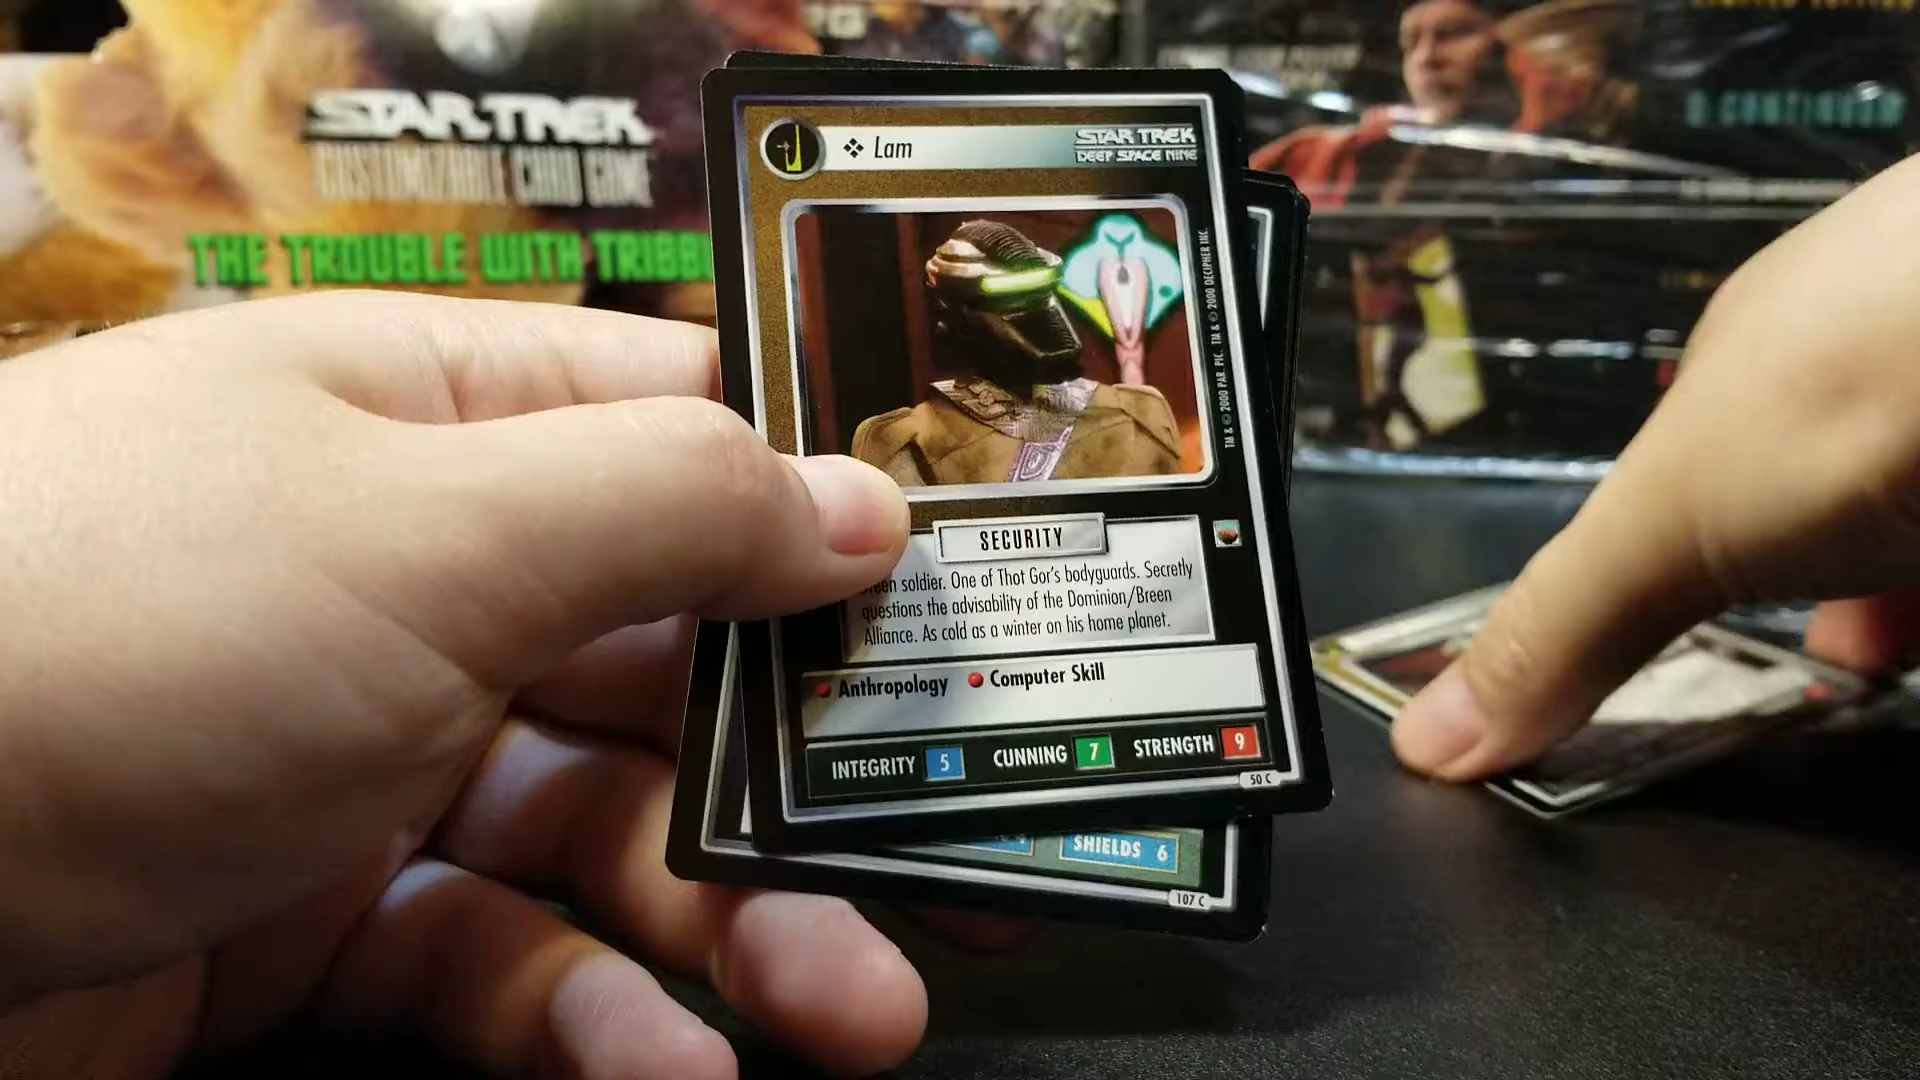 STAR TREK
CUSTOMIZABLE CARD GAME
THE TROUBLE WITH TRIBB
Lam
STAR TREK
DEEP SPACE NINE
TM & © 2000 PAR. PIC. TM & © 2000 DECIPHER INC.
SECURITY
soldier. One of Thot Gor's bodyguards. Secretly
questions the advisability of the Dominion/Breen
Alliance. As cold as a winter on his home planet.
Anthropology Computer Skill
INTEGRITY 5 CUNNING 7 STRENGTH 9
50 C
SHIELDS 6
107 C